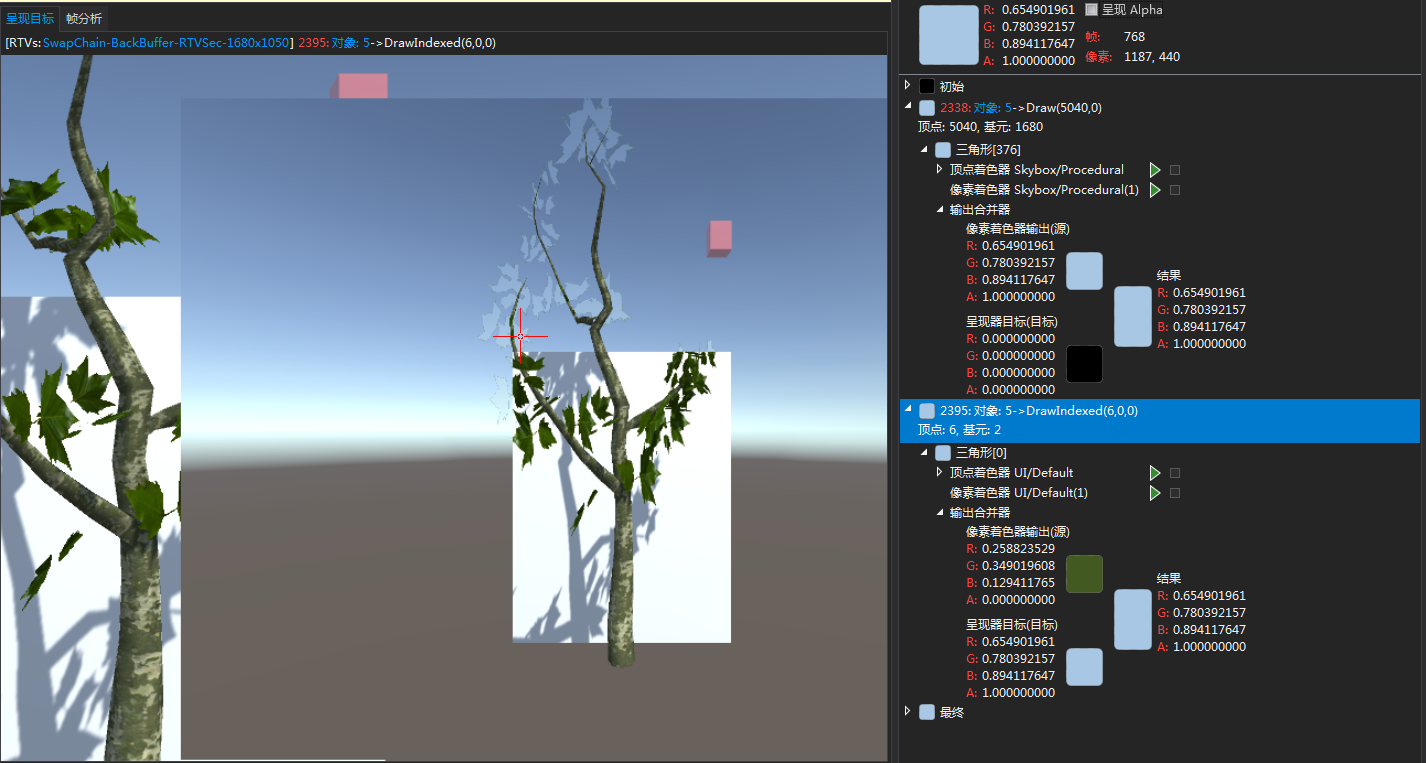 呈现目标 帧分析
[RTVs:SwapChain-BackBuffer-RTVSec-1680x1050] 2395: 对象: 5->DrawIndexed(6,0,0)
R: 0.654901961
G: 0.780392157
B: 0.894117647
A: 1.000000000
呈现 Alpha
帧: 768
像素: 1187, 440
初始
2338: 对象: 5->Draw(5040,0)
顶点: 5040, 基元: 1680
三角形[376]
顶点着色器 Skybox/Procedural
像素着色器 Skybox/Procedural(1)
输出合并器
像素着色器输出(源)
R: 0.654901961
G: 0.780392157
B: 0.894117647
A: 1.000000000
呈现器目标(目标)
R: 0.000000000
G: 0.000000000
B: 0.000000000
A: 0.000000000
结果
R: 0.654901961
G: 0.780392157
B: 0.894117647
A: 1.000000000
2395: 对象: 5->DrawIndexed(6,0,0)
顶点: 6, 基元: 2
三角形[0]
顶点着色器 UI/Default
像素着色器 UI/Default(1)
输出合并器
像素着色器输出(源)
R: 0.258823529
G: 0.349019608
B: 0.129411765
A: 0.000000000
呈现器目标(目标)
R: 0.654901961
G: 0.780392157
B: 0.894117647
A: 1.000000000
结果
R: 0.654901961
G: 0.780392157
B: 0.894117647
A: 1.000000000
最终